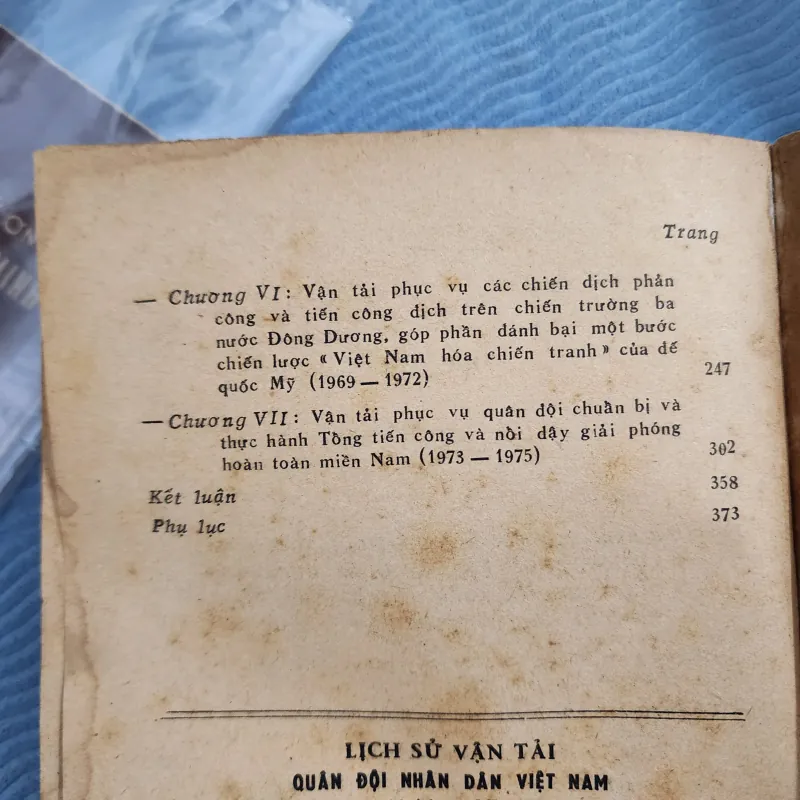 Trang
— Chương VI: Vận tải phục vụ các chiến dịch phản
công và tiến công địch trên chiến trường ba
nước Đông Dương, góp phần đánh bại một bước
chiến lược « Việt Nam hóa chiến tranh » của đế
quốc Mỹ (1969 — 1972) 247
— Chương VII: Vận tải phục vụ quân đội chuẩn bị và
thực hành Tổng tiến công và nổi dậy giải phóng
hoàn toàn miền Nam (1973 — 1975) 302
Kết luận 358
Phụ lục 373
LỊCH SỬ VẬN TẢI
QUÂN ĐỘI NHÂN DÂN VIỆT NAM